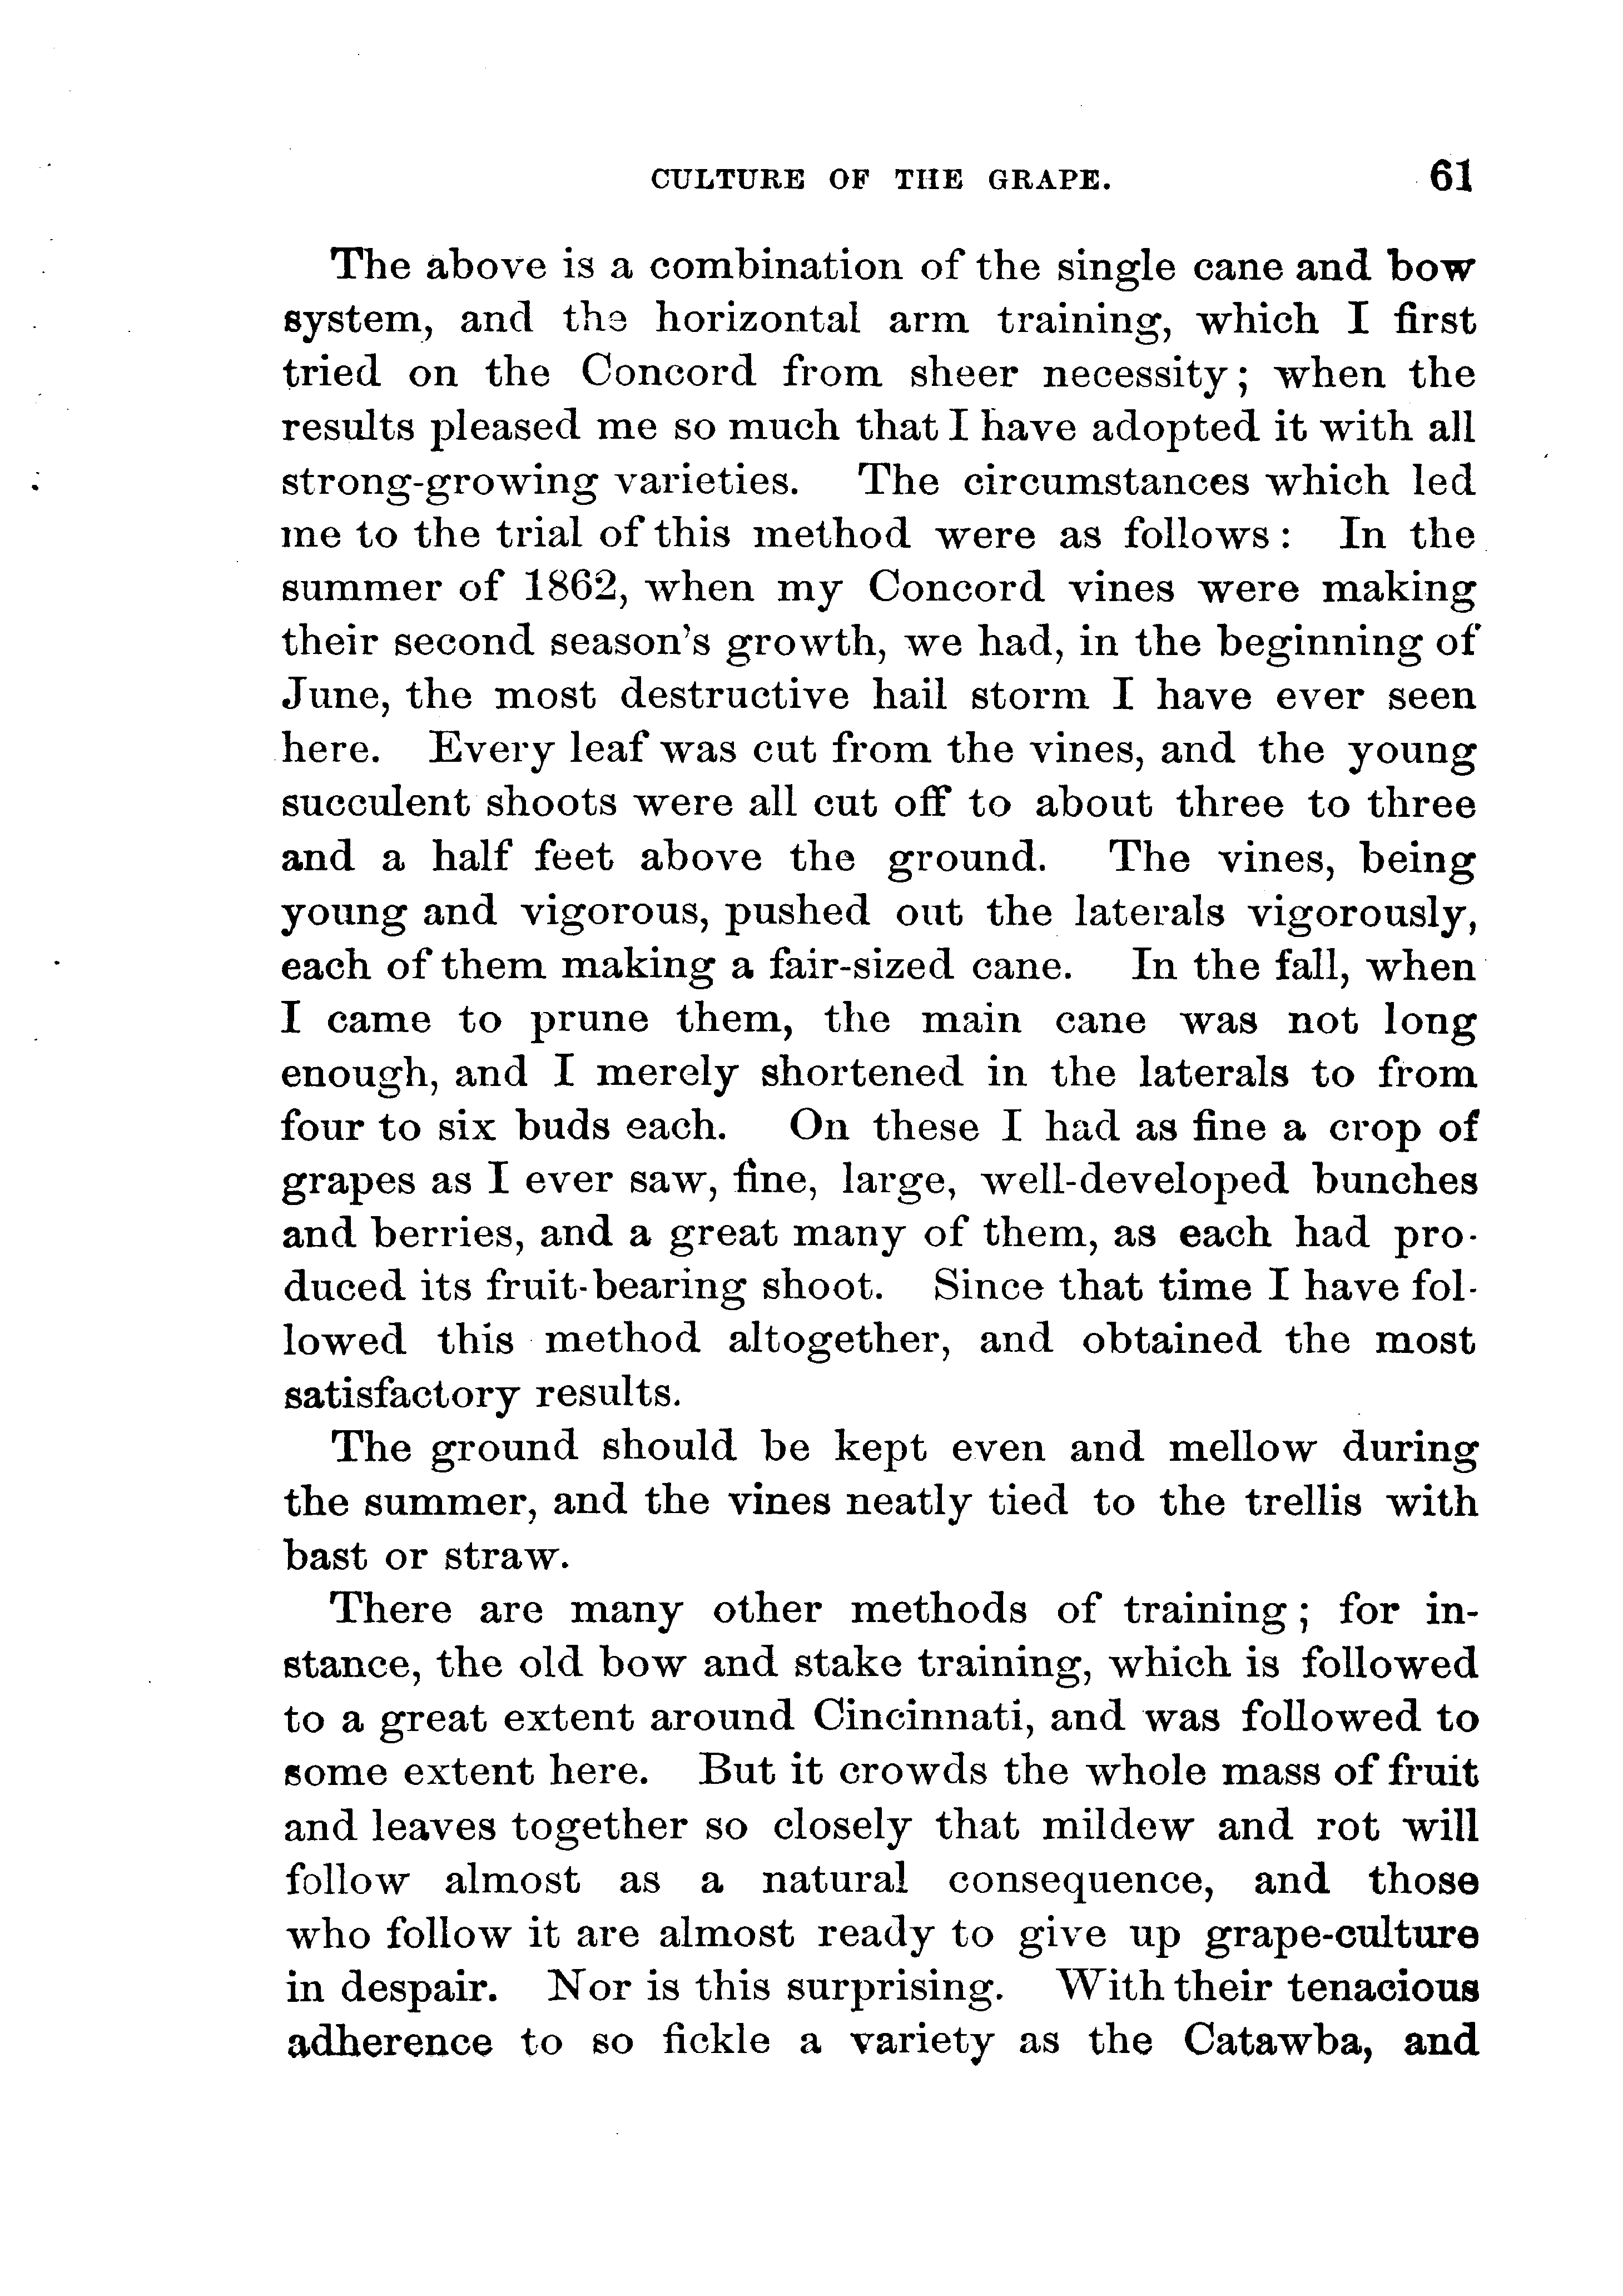 CULTURE OF THE GRAPE. 61
The above is a combination of the single cane and bow
system, and the horizontal arm training, which I first
tried on the Concord from sheer necessity; when the
results pleased me so much that I have adopted it with all
strong-growing varieties. The circumstances which led
me to the trial of this method were as follows: In the
summer of 1862, when my Concord vines were making
their second season's growth, we had, in the beginning of
June, the most destructive hail storm I have ever seen
here. Every leaf was cut from the vines, and the young
succulent shoots were all cut off to about three to three
and a half feet above the ground. The vines, being
young and vigorous, pushed out the laterals vigorously,
each of them making a fair-sized cane. In the fall, when
I came to prune them, the main cane was not long
enough, and I merely shortened in the laterals to from
four to six buds each. On these I had as fine a crop of
grapes as I ever saw, fine, large, well-developed bunches
and berries, and a great many of them, as each had pro-
duced its fruit-bearing shoot. Since that time I have fol-
lowed this method altogether, and obtained the most
satisfactory results.
The ground should be kept even and mellow during
the summer, and the vines neatly tied to the trellis with
bast or straw.
There are many other methods of training; for in-
stance, the old bow and stake training, which is followed
to a great extent around Cincinnati, and was followed to
some extent here. But it crowds the whole mass of fruit
and leaves together so closely that mildew and rot will
follow almost as a natural consequence, and those
who follow it are almost ready to give up grape-culture
in despair. Nor is this surprising. With their tenacious
adherence to so fickle a variety as the Catawba, and